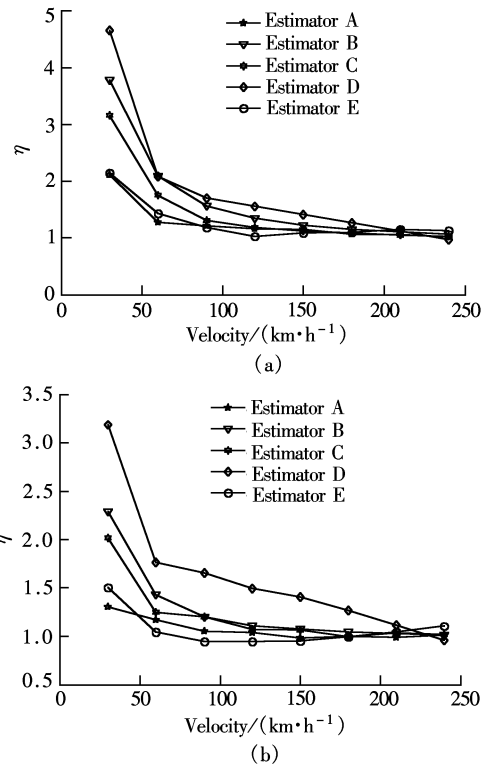 5
4
3
2
1
0
η
Estimator A
Estimator B
Estimator C
Estimator D
Estimator E
0 50 100 150 200 250
Velocity/(km·h⁻¹)
(a)
3.5
3.0
2.5
2.0
1.5
1.0
0.5
η
Estimator A
Estimator B
Estimator C
Estimator D
Estimator E
0 50 100 150 200 250
Velocity/(km·h⁻¹)
(b)